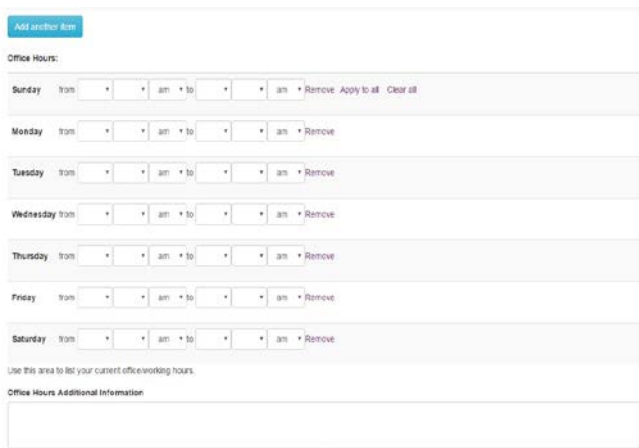 Add another item
Office Hours:
Sunday from am to am Remove Apply to all Clear all
Monday from am to am Remove
Tuesday from am to am Remove
Wednesday from am to am Remove
Thursday from am to am Remove
Friday from am to am Remove
Saturday from am to am Remove
Use this area to list your current office/working hours.
Office Hours Additional Information